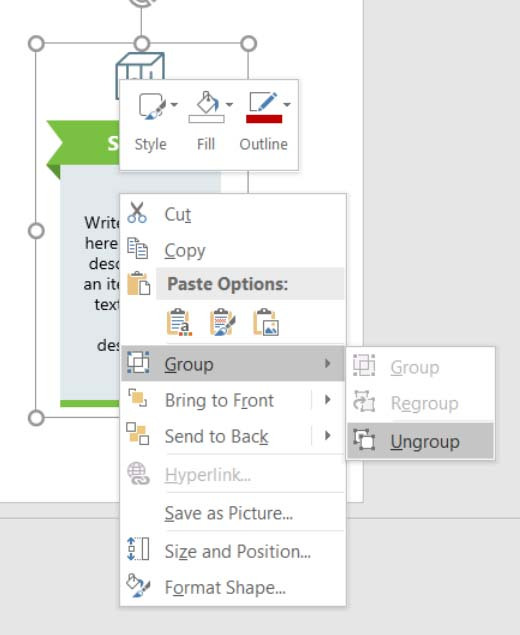 S
Style Fill Outline
Write
here
desc
an ite
text
des
Cut
Copy
Paste Options:
Group
Bring to Front
Send to Back
Hyperlink...
Save as Picture...
Size and Position...
Format Shape...
Group
Regroup
Ungroup